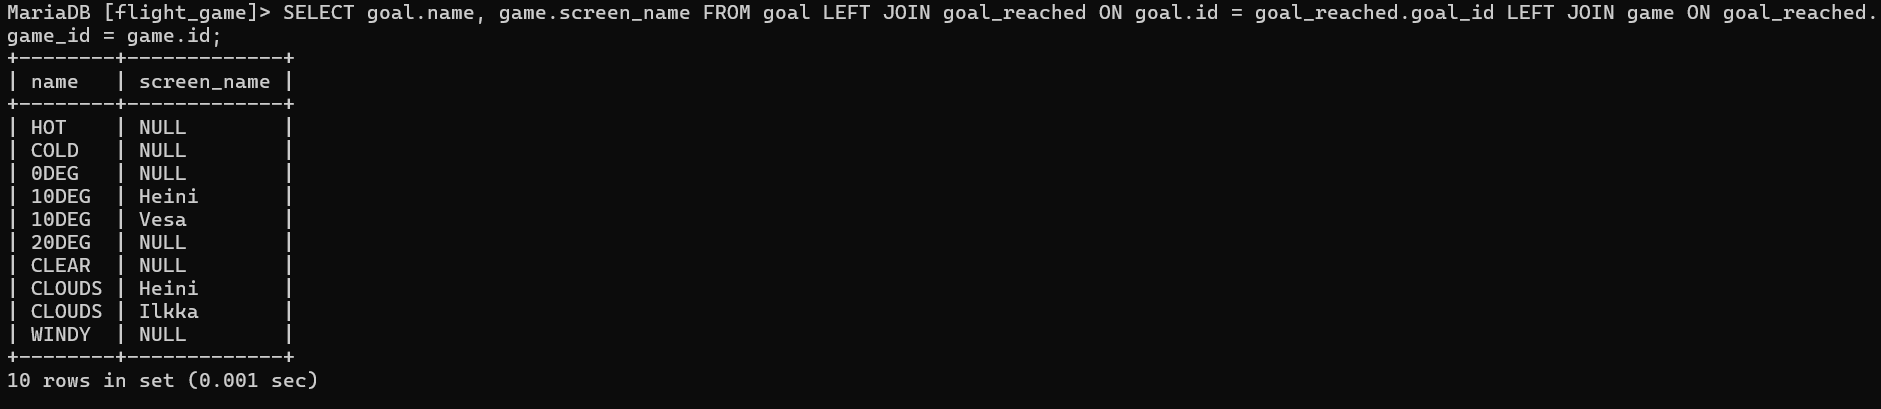 MariaDB [flight_game]> SELECT goal.name, game.screen_name FROM goal LEFT JOIN goal_reached ON goal.id = goal_reached.goal_id LEFT JOIN game ON goal_reached.
game_id = game.id;
+--------+-------------+
| name   | screen_name |
+--------+-------------+
| HOT    | NULL        |
| COLD   | NULL        |
| 0DEG   | NULL        |
| 10DEG  | Heini       |
| 10DEG  | Vesa        |
| 20DEG  | NULL        |
| CLEAR  | NULL        |
| CLOUDS | Heini       |
| CLOUDS | Ilkka       |
| WINDY  | NULL        |
+--------+-------------+
10 rows in set (0.001 sec)